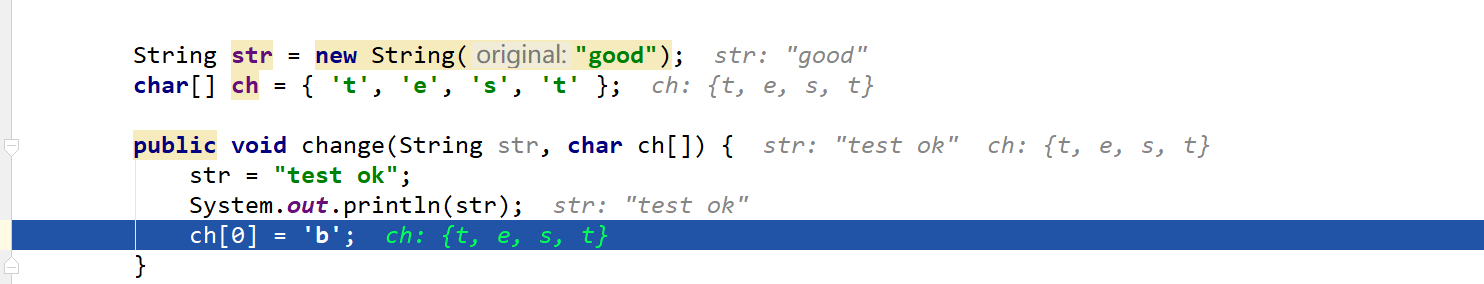 String str = new String( original: "good"); str: "good"
char[] ch = { 't', 'e', 's', 't' }; ch: {t, e, s, t}
public void change(String str, char ch[]) { str: "test ok" ch: {t, e, s, t}
str = "test ok";
System.out.println(str); str: "test ok"
ch[0] = 'b'; ch: {t, e, s, t}
}